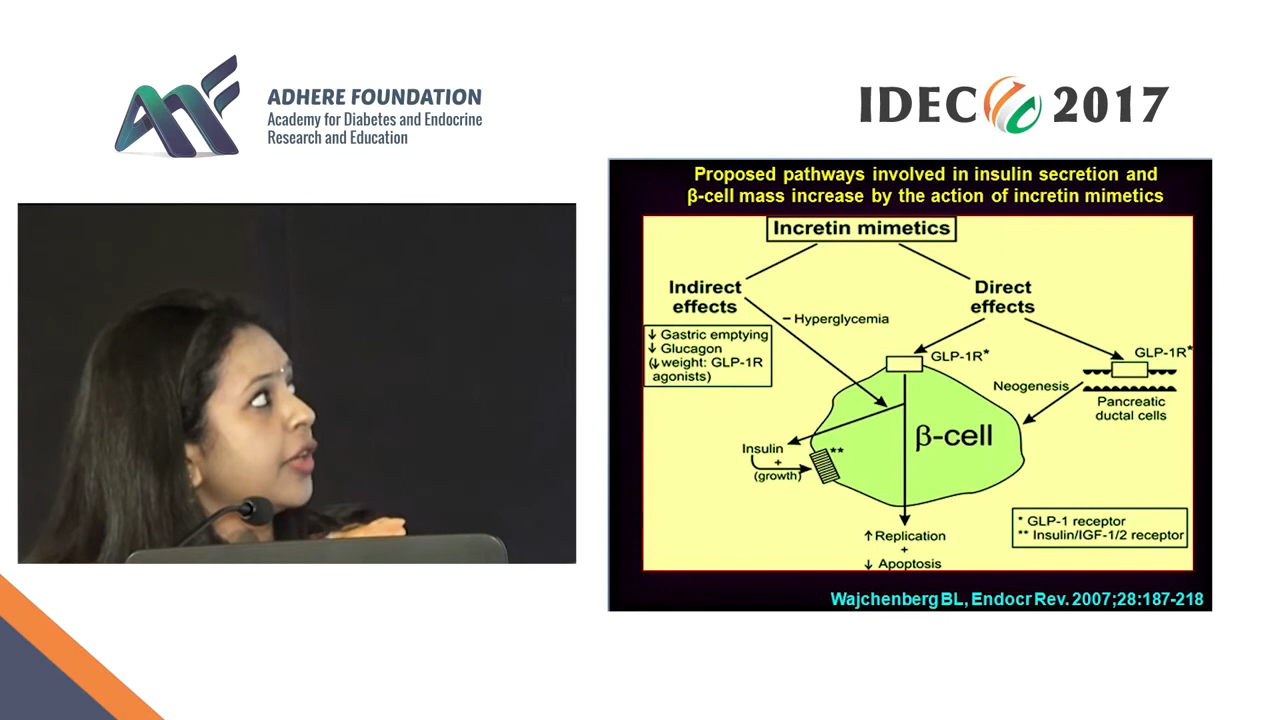 ADHERE FOUNDATION
Academy for Diabetes and Endocrine
Research and Education
IDEC 2017
Proposed pathways involved in insulin secretion and
β-cell mass increase by the action of incretin mimetics
Incretin mimetics
Indirect
effects
Direct
effects
– Hyperglycemia
↓ Gastric emptying
↓ Glucagon
(↓weight: GLP-1R
agonists)
GLP-1R*
GLP-1R*
Neogenesis
Pancreatic
ductal cells
β-cell
Insulin
+
(growth)
**
* GLP-1 receptor
** Insulin/IGF-1/2 receptor
↑ Replication
+
↓ Apoptosis
Wajchenberg BL, Endocr Rev. 2007;28:187-218